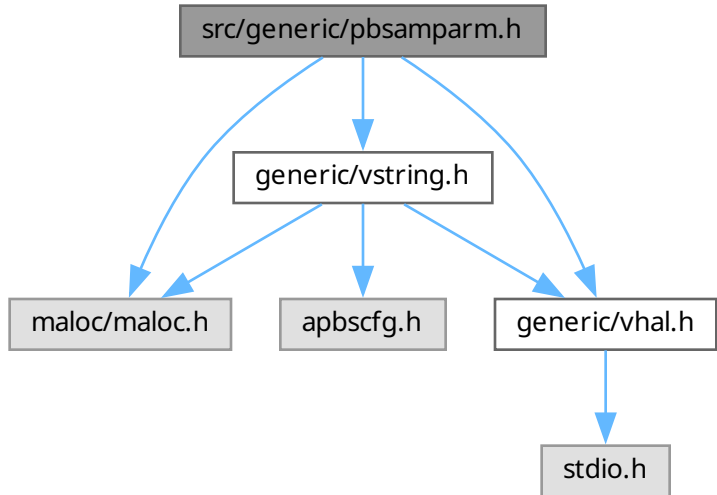 src/generic/pbsamparm.h
generic/vstring.h
maloc/maloc.h
apbscfg.h
generic/vhal.h
stdio.h